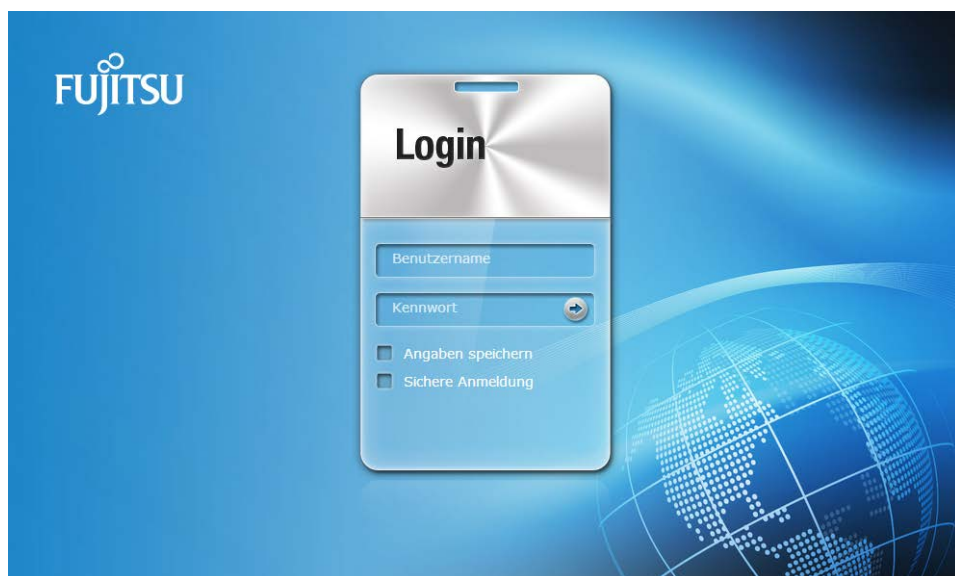 FUJITSU
Login
Benutzername
Kennwort
Angaben speichern
Sichere Anmeldung